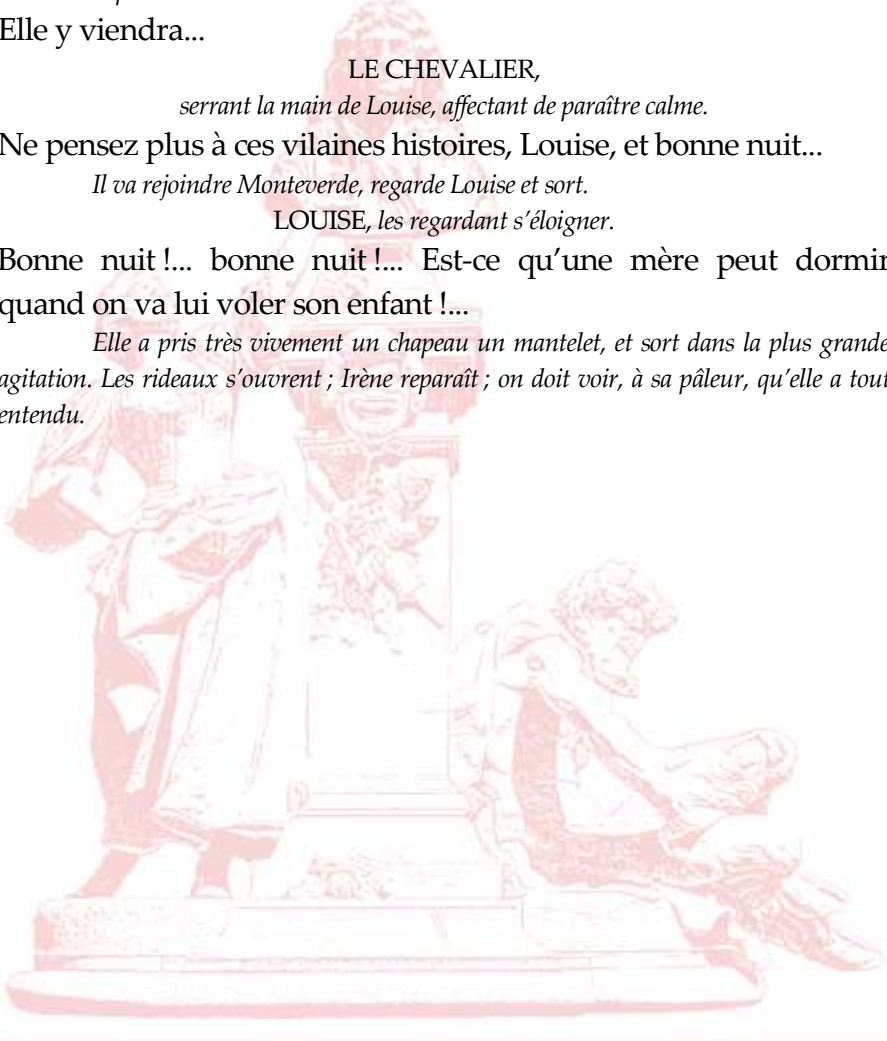 Elle y viendra...
LE CHEVALIER,
serrant la main de Louise, affectant de paraître calme.
Ne pensez plus à ces vilaines histoires, Louise, et bonne nuit...
Il va rejoindre Monteverde, regarde Louise et sort.
LOUISE, les regardant s’éloigner.
Bonne nuit !... bonne nuit !... Est-ce qu’une mère peut dormir
quand on va lui voler son enfant !...
Elle a pris très vivement un chapeau un mantelet, et sort dans la plus grande
agitation. Les rideaux s’ouvrent ; Irène reparaît ; on doit voir, à sa pâleur, qu’elle a tout
entendu.